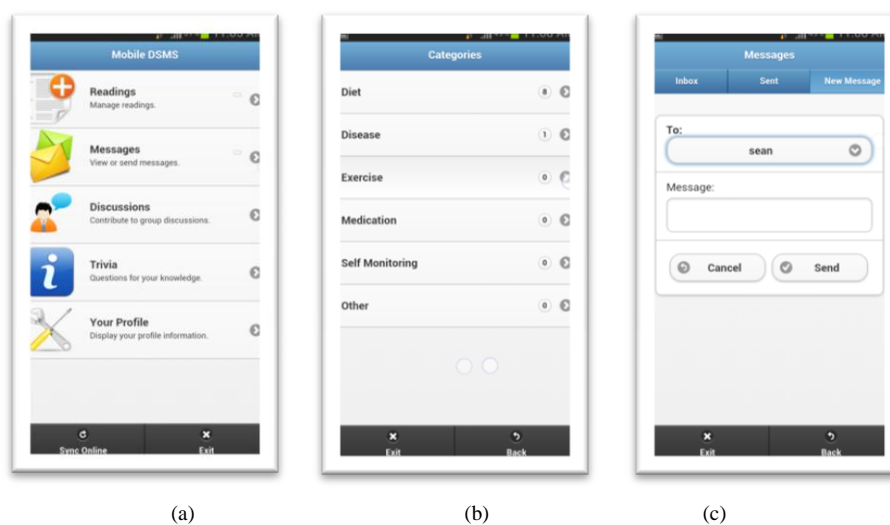 Mobile DSMS
Readings
Manage readings.
Messages
View or send messages.
Discussions
Contribute to group discussions.
Trivia
Questions for your knowledge.
Your Profile
Display your profile information.
Sync Online
Exit
Categories
Diet 8
Disease 1
Exercise 0
Medication 0
Self Monitoring 0
Other 0
Exit
Back
Messages
Inbox Sent New Message
To:
sean
Message:
Cancel Send
Exit
Back
(a) (b) (c)